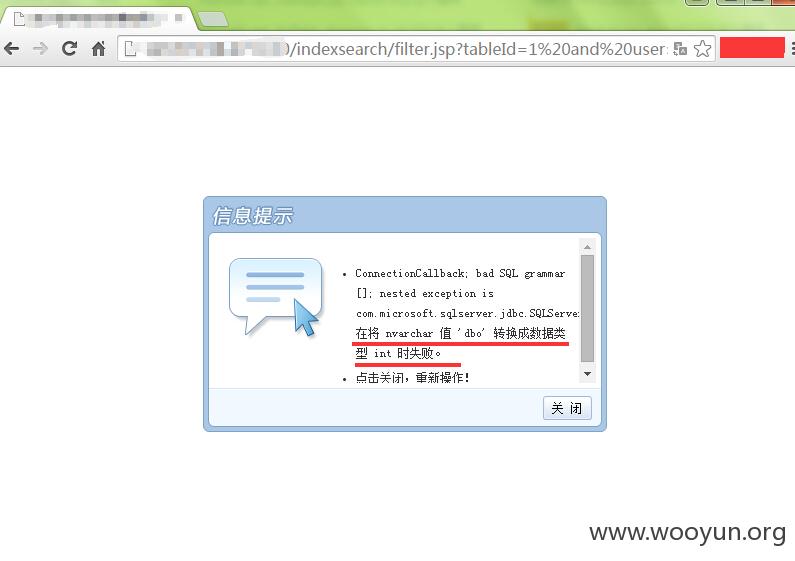 0/indexsearch/filter.jsp?tableId=1%20and%20user
信息提示
ConnectionCallback; bad SQL grammar
[]; nested exception is
com.microsoft.sqlserver.jdbc.SQLServer
在将 nvarchar 值 'dbo' 转换成数据类
型 int 时失败。
点击关闭，重新操作！
关 闭
www.wooyun.org